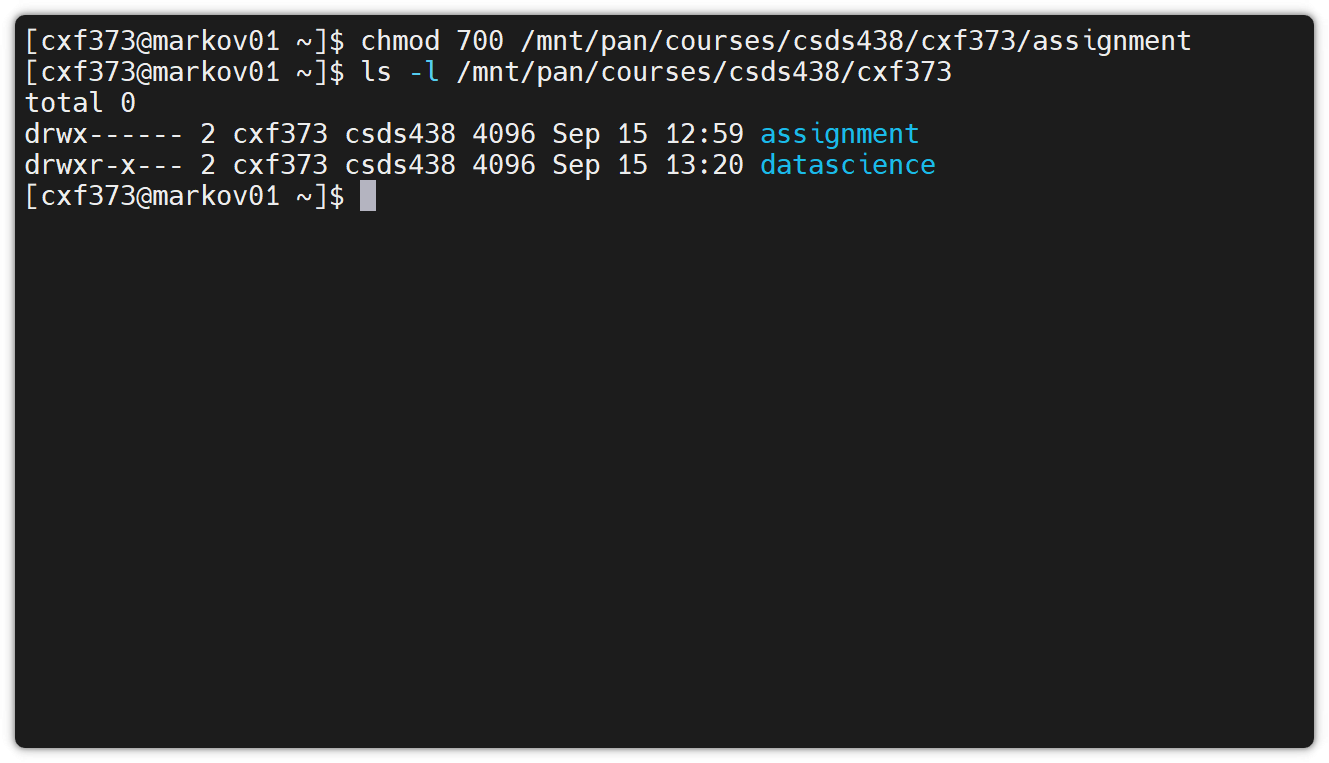 [cxf373@markov01 ~]$ chmod 700 /mnt/pan/courses/csds438/cxf373/assignment
[cxf373@markov01 ~]$ ls -l /mnt/pan/courses/csds438/cxf373
total 0
drwx------ 2 cxf373 csds438 4096 Sep 15 12:59 assignment
drwxr-x--- 2 cxf373 csds438 4096 Sep 15 13:20 datascience
[cxf373@markov01 ~]$